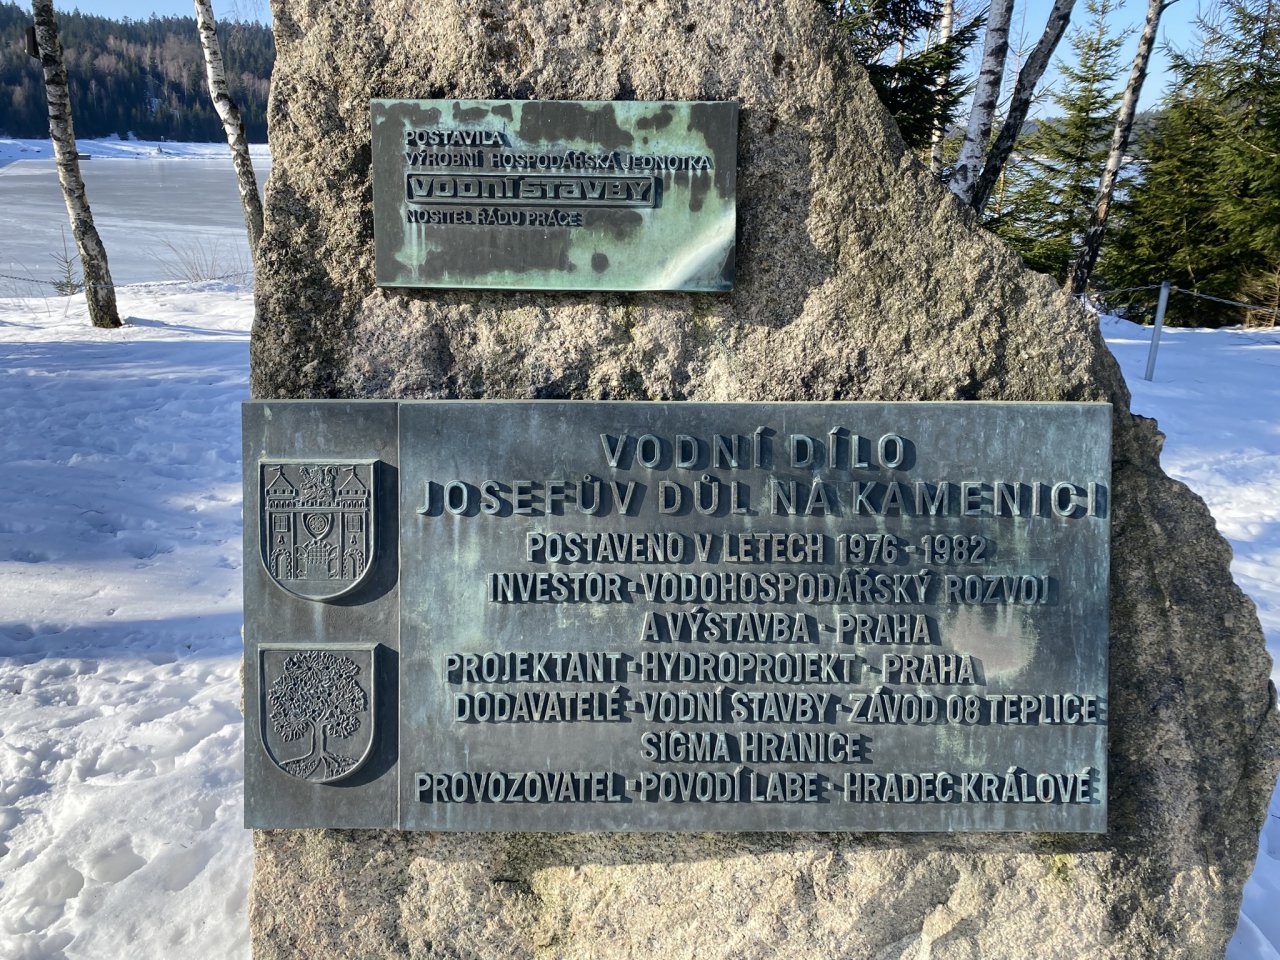 POSTAVILA
VÝROBNÍ HOSPODÁŘSKÁ JEDNOTKA
VODNÍ STAVBY
NOSITEL ŘÁDU PRÁCE
VODNÍ DÍLO
JOSEFŮV DŮL NA KAMENICI
POSTAVENO V LETECH 1976 - 1982
INVESTOR · VODOHOSPODÁŘSKÝ ROZVOJ
A VÝSTAVBA · PRAHA
PROJEKTANT · HYDROPROJEKT · PRAHA
DODAVATELÉ · VODNÍ STAVBY · ZÁVOD 08 TEPLICE
SIGMA HRANICE
PROVOZOVATEL · POVODÍ LABE · HRADEC KRÁLOVÉ